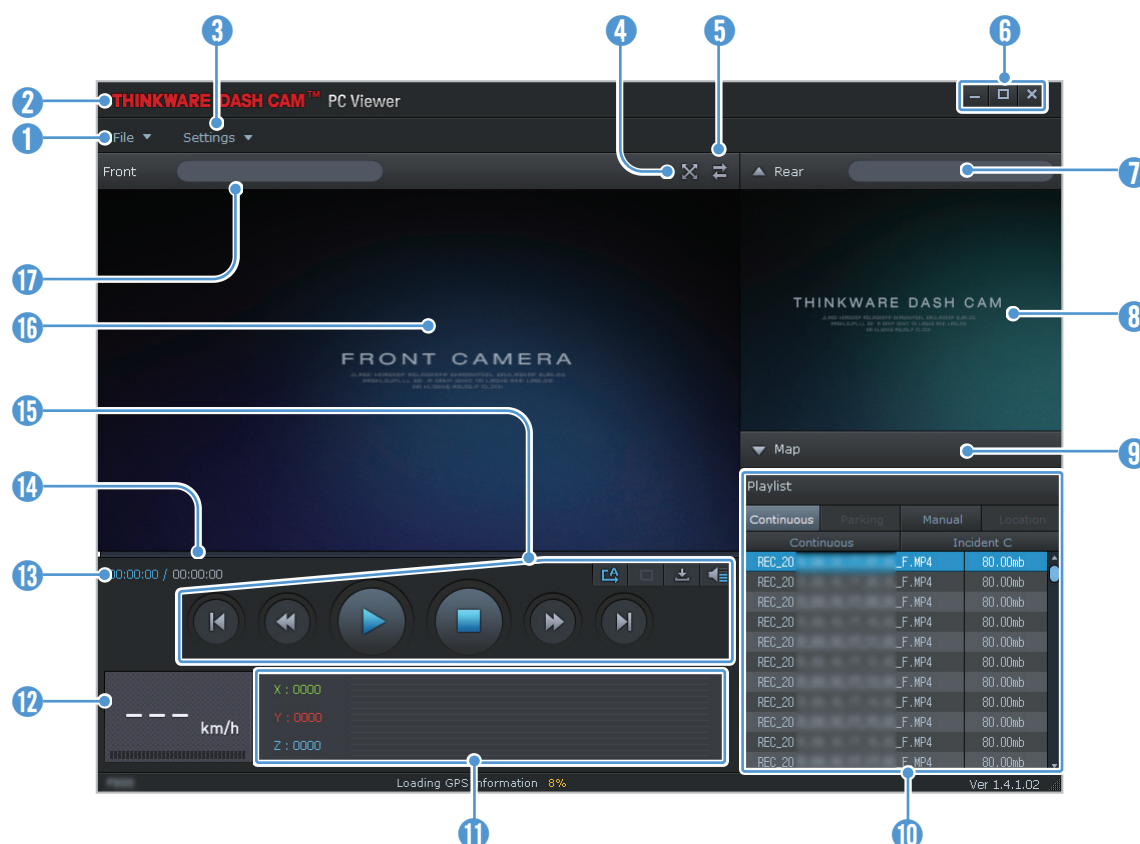 3
4
5
6
2
THINKWARE DASH CAM™ PC Viewer
1
File
Settings
Front
Rear
7
17
16
THINKWARE DASH CAM
8
FRONT CAMERA
15
Map
9
14
Playlist
Continuous Parking Manual Location
Continuous Incident C
13
00:00:00 / 00:00:00
REC_20 _F.MP4 80.00mb
REC_20 _F.MP4 80.00mb
REC_20 _F.MP4 80.00mb
REC_20 _F.MP4 80.00mb
REC_20 _F.MP4 80.00mb
REC_20 _F.MP4 80.00mb
REC_20 _F.MP4 80.00mb
REC_20 _F.MP4 80.00mb
REC_20 _F.MP4 80.00mb
REC_20 _F.MP4 80.00mb
REC_20 _F.MP4 80.00mb
12
km/h
X : 0000
Y : 0000
Z : 0000
Loading GPS Information 8%
Ver 1.4.1.02
11
10